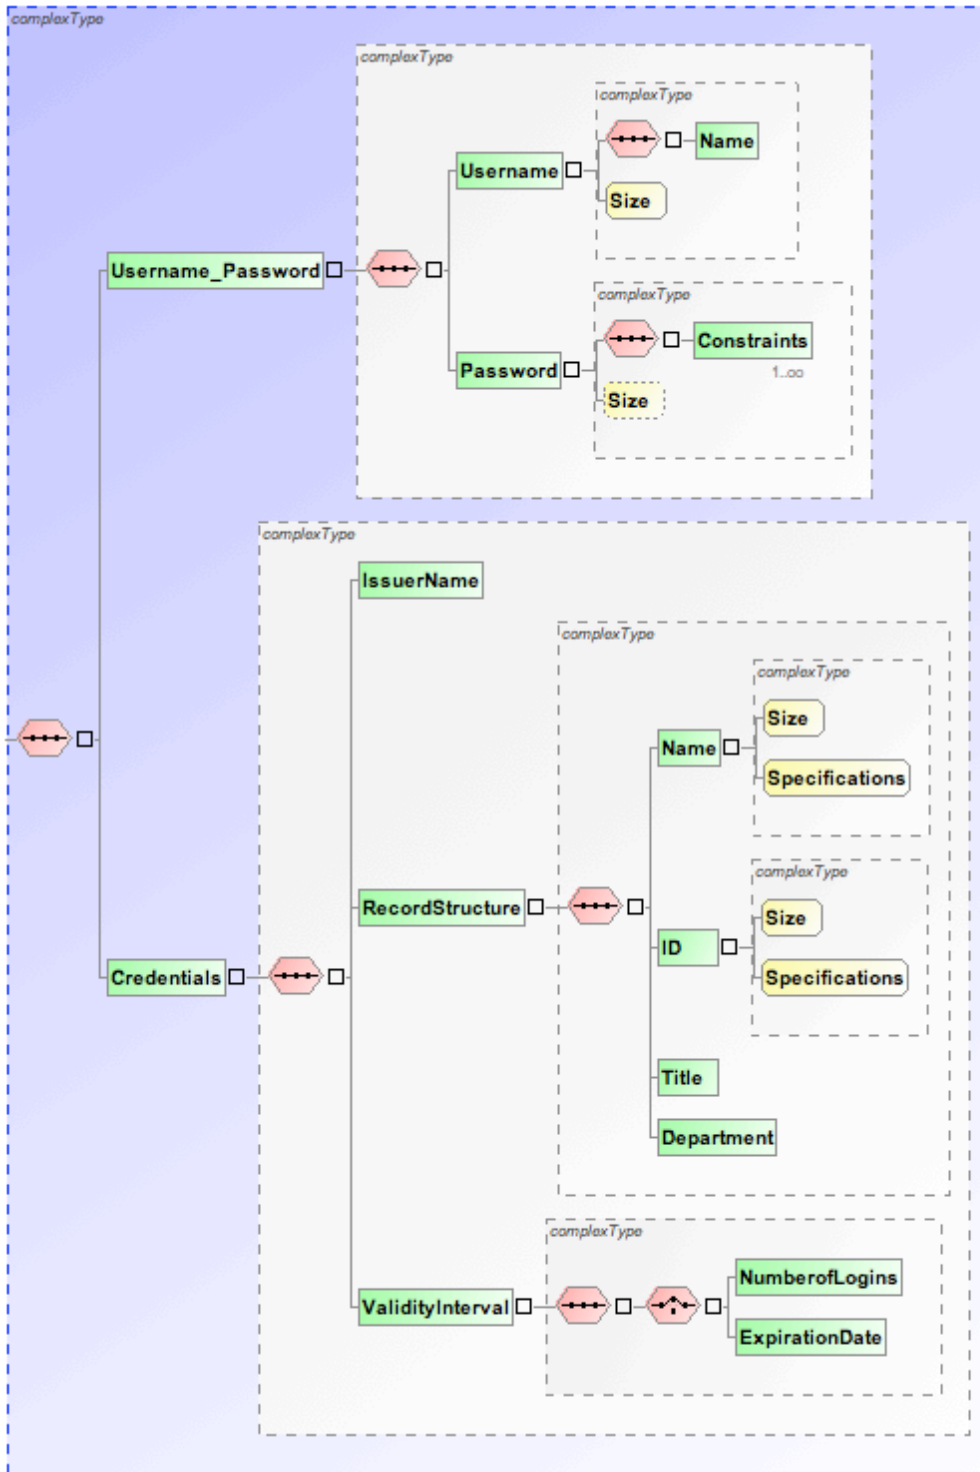 complexType
complexType
complexType
Name
Username
Size
Username_Password
complexType
Constraints
1..∞
Password
Size
complexType
IssuerName
complexType
complexType
Size
Name
Specifications
complexType
RecordStructure
Size
ID
Specifications
Credentials
Title
Department
complexType
NumberofLogins
ValidityInterval
ExpirationDate